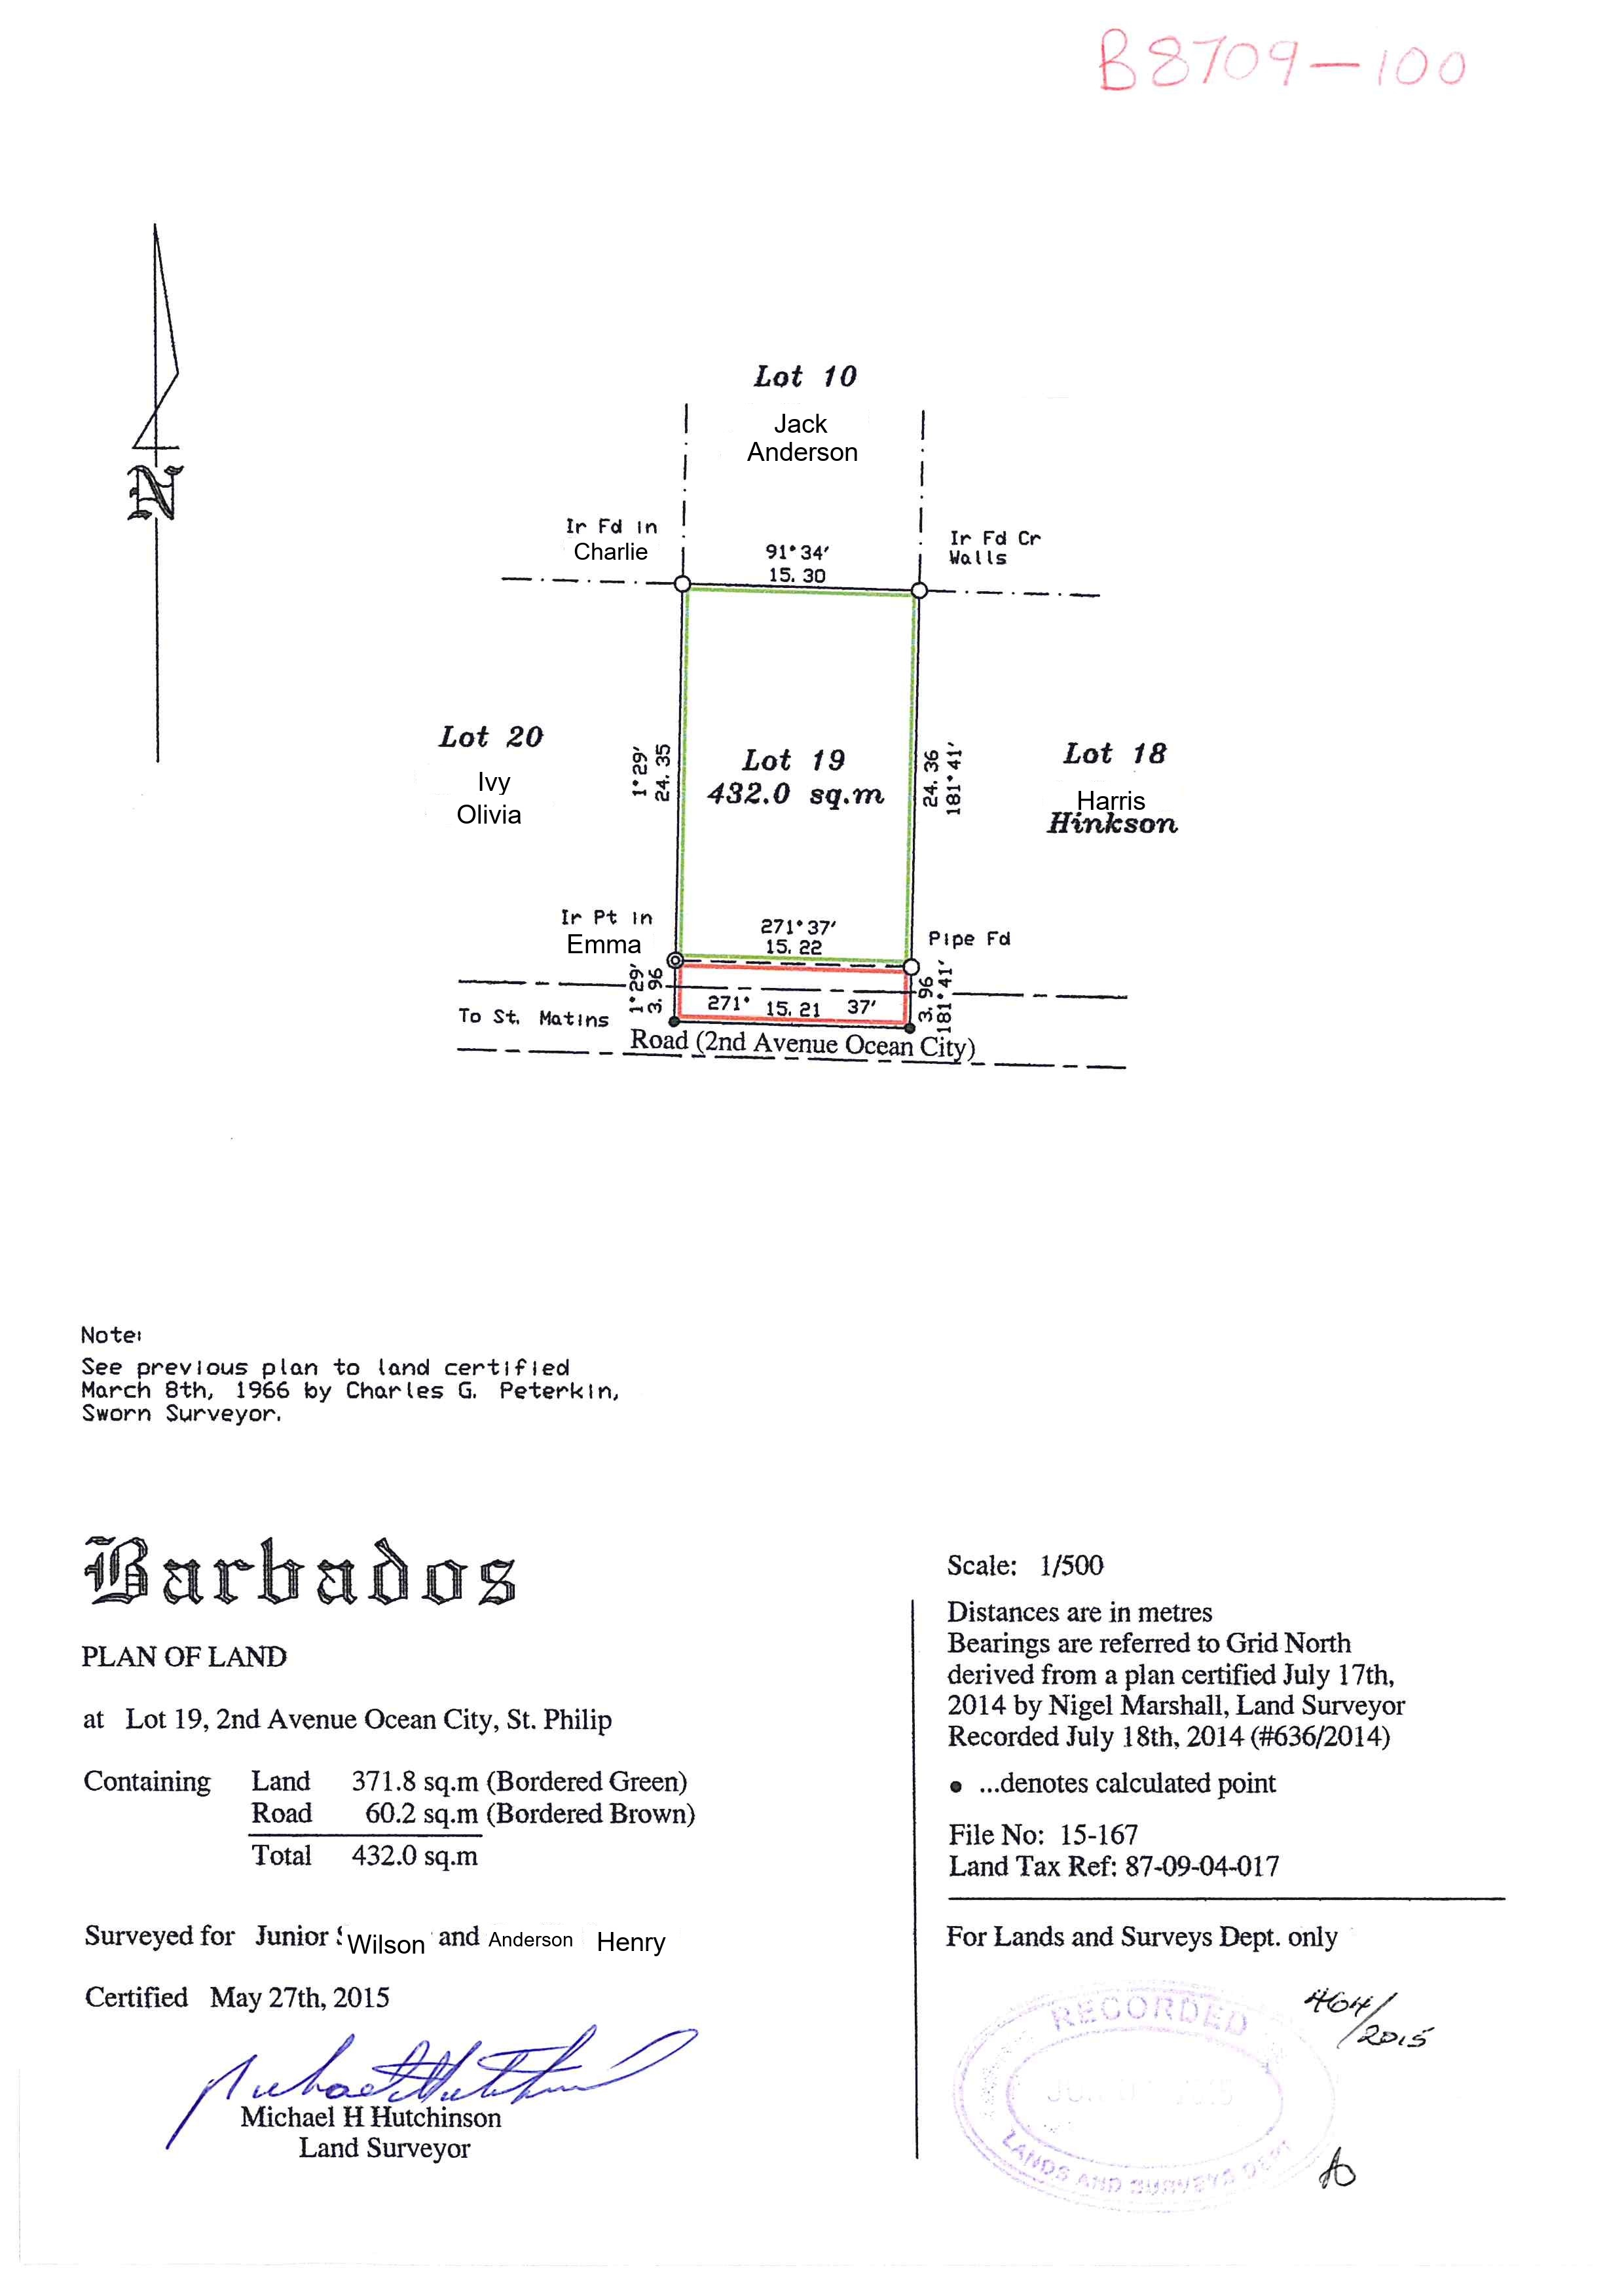 B8709-100
Lot 10
Jack
Anderson
Ir Fd in
Charlie
91°34'
15.30
Ir Fd Cr
Walls
N
Lot 20
Ivy
Olivia
1°29'
24.35
Lot 19
432.0 sq.m
24.36
181°41'
Lot 18
Harris
Hinkson
Ir Pt in
Emma
271°37'
15.22
Pipe Fd
1°29'
3.96
271° 15.21 37'
3.96
181°41'
To St. Matins
Road (2nd Avenue Ocean City)
Note:
See previous plan to land certified
March 8th, 1966 by Charles G. Peterkin,
Sworn Surveyor.
Barbados
PLAN OF LAND
at Lot 19, 2nd Avenue Ocean City, St. Philip
Containing Land 371.8 sq.m (Bordered Green)
Road 60.2 sq.m (Bordered Brown)
Total 432.0 sq.m
Surveyed for Junior Wilson and Anderson Henry
Certified May 27th, 2015
Michael H Hutchinson
Land Surveyor
Scale: 1/500
Distances are in metres
Bearings are referred to Grid North
derived from a plan certified July 17th,
2014 by Nigel Marshall, Land Surveyor
Recorded July 18th, 2014 (#636/2014)
...denotes calculated point
File No: 15-167
Land Tax Ref: 87-09-04-017
For Lands and Surveys Dept. only
464/
2015
RECORDED
LANDS AND SURVEYS DEPT